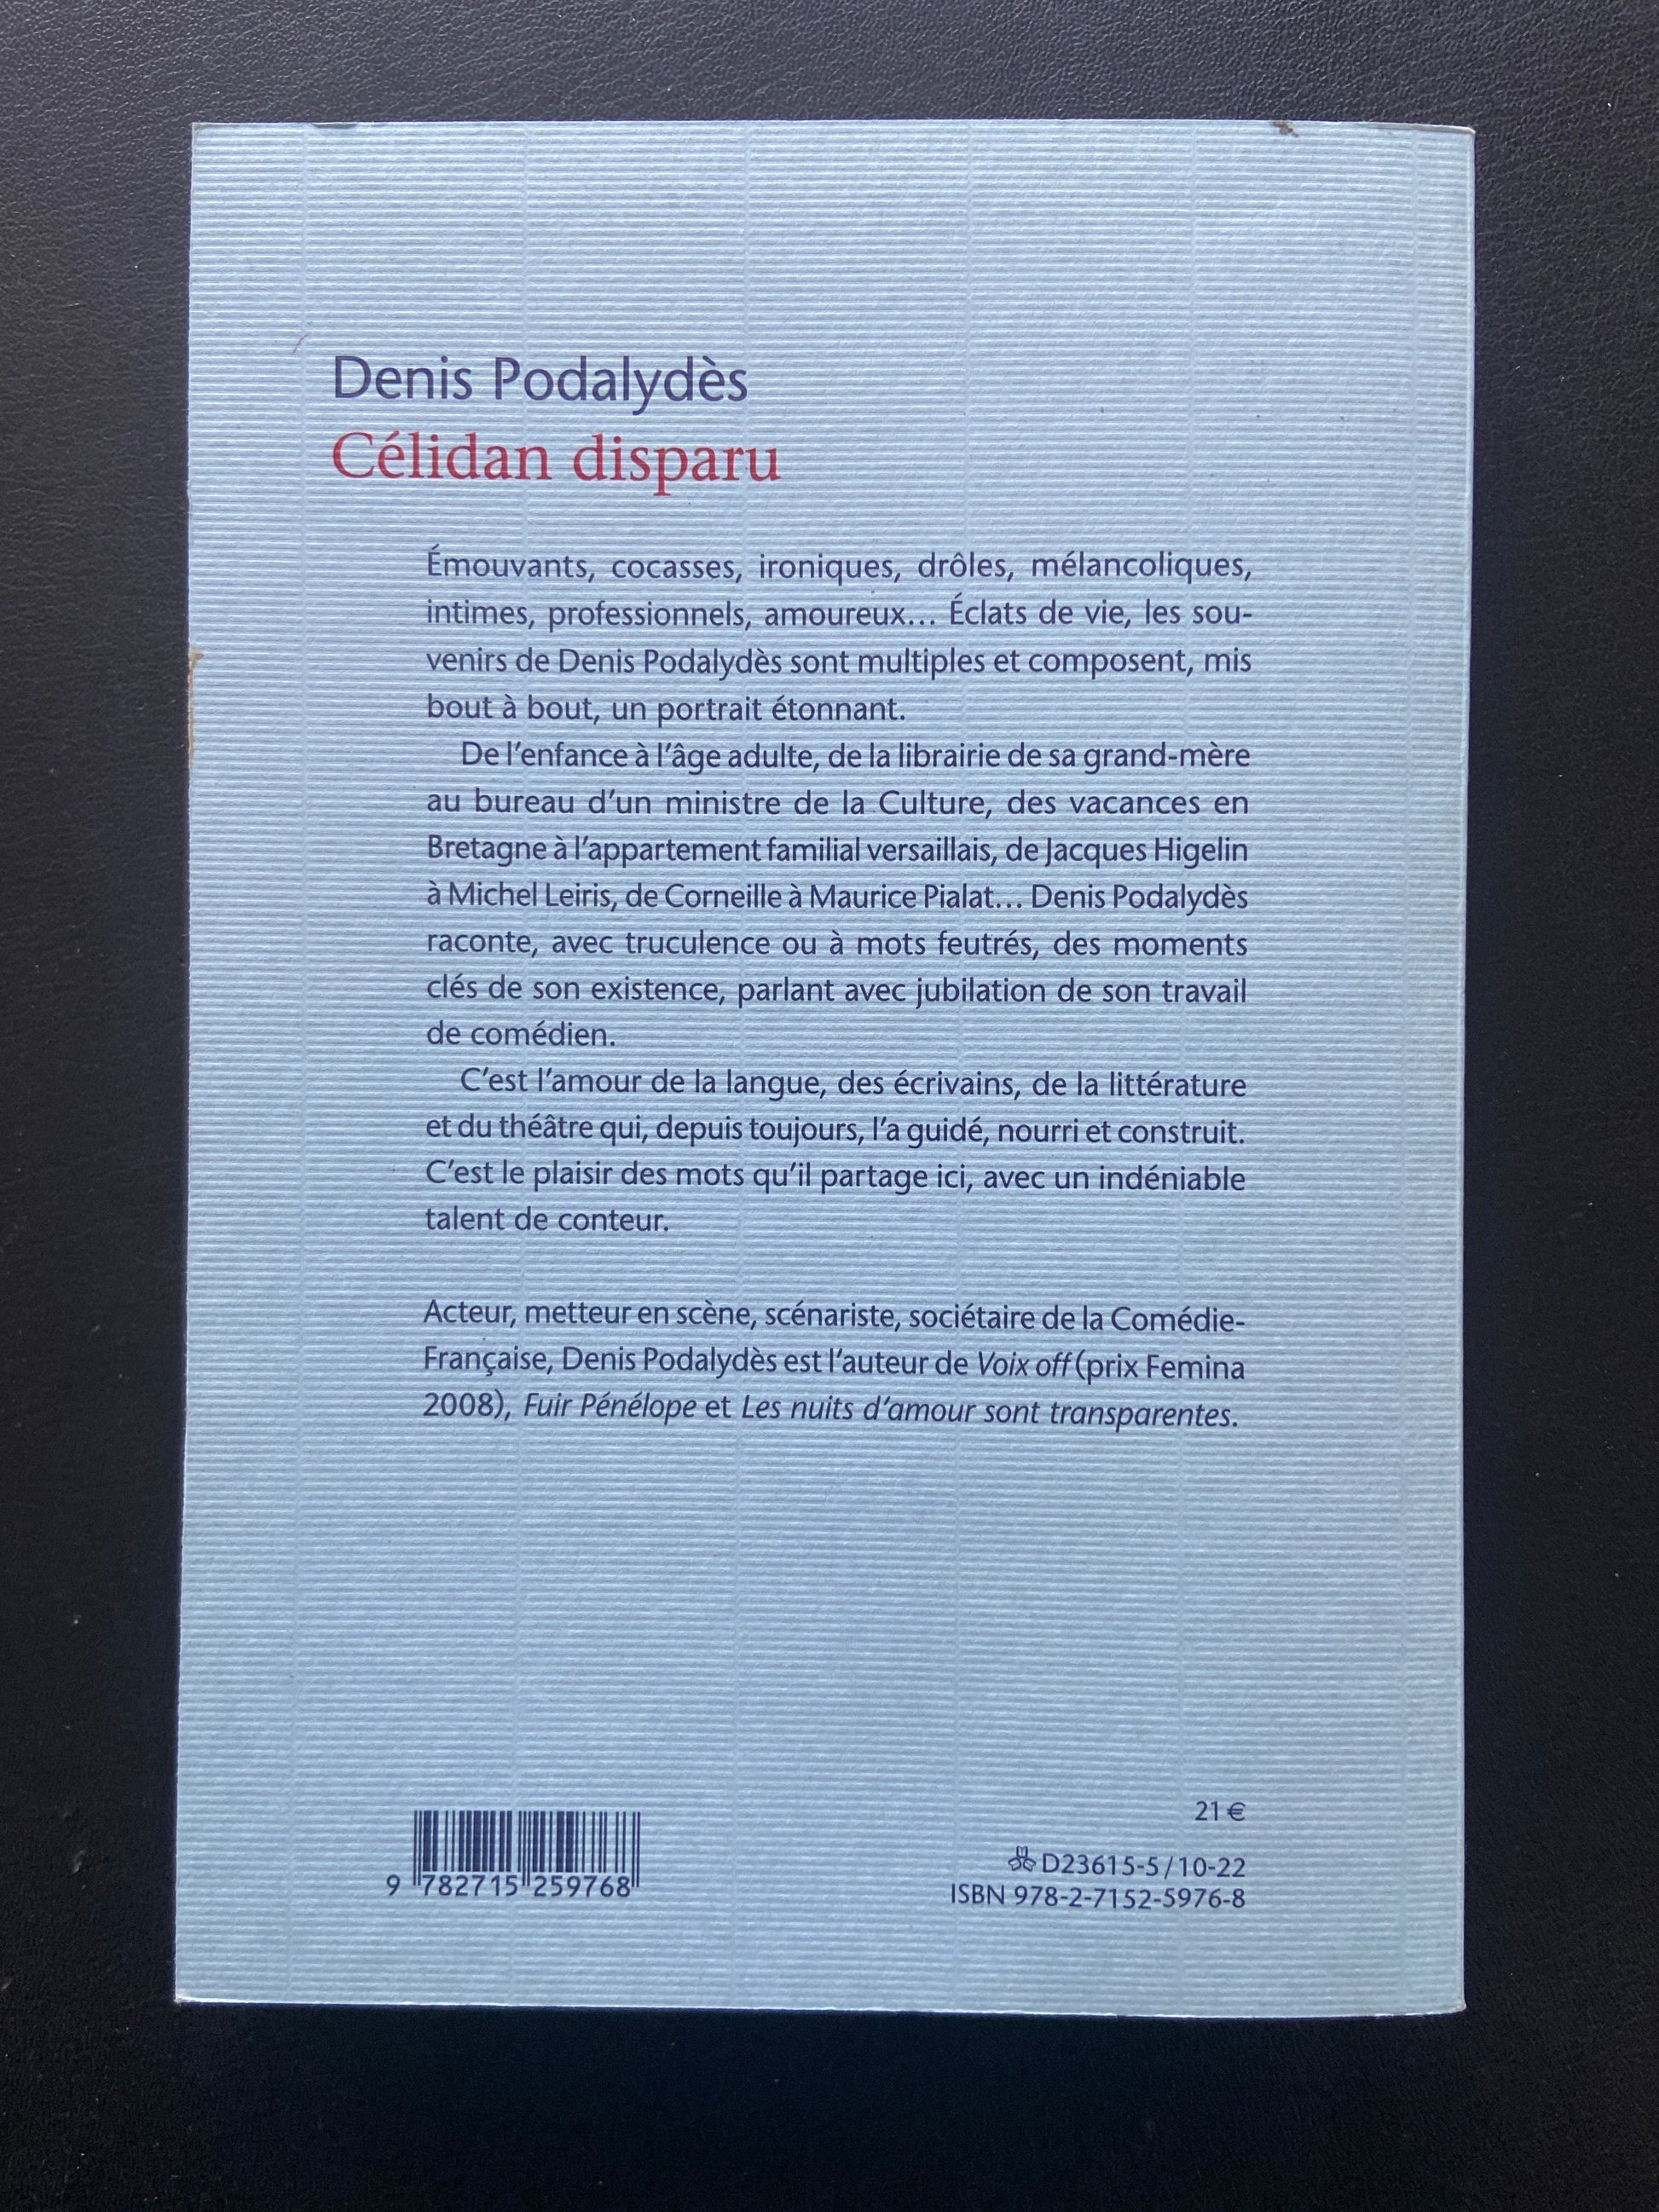 Denis Podalydès
Célidan disparu
Émouvants, cocasses, ironiques, drôles, mélancoliques,
intimes, professionnels, amoureux… Éclats de vie, les sou-
venirs de Denis Podalydès sont multiples et composent, mis
bout à bout, un portrait étonnant.
De l'enfance à l'âge adulte, de la librairie de sa grand-mère
au bureau d'un ministre de la Culture, des vacances en
Bretagne à l'appartement familial versaillais, de Jacques Higelin
à Michel Leiris, de Corneille à Maurice Pialat… Denis Podalydès
raconte, avec truculence ou à mots feutrés, des moments
clés de son existence, parlant avec jubilation de son travail
de comédien.
C'est l'amour de la langue, des écrivains, de la littérature
et du théâtre qui, depuis toujours, l'a guidé, nourri et construit.
C'est le plaisir des mots qu'il partage ici, avec un indéniable
talent de conteur.
Acteur, metteur en scène, scénariste, sociétaire de la Comédie-
Française, Denis Podalydès est l'auteur de Voix off (prix Femina
2008), Fuir Pénélope et Les nuits d'amour sont transparentes.
21 €
D23615-5/10-22
ISBN 978-2-7152-5976-8
9 782715 259768